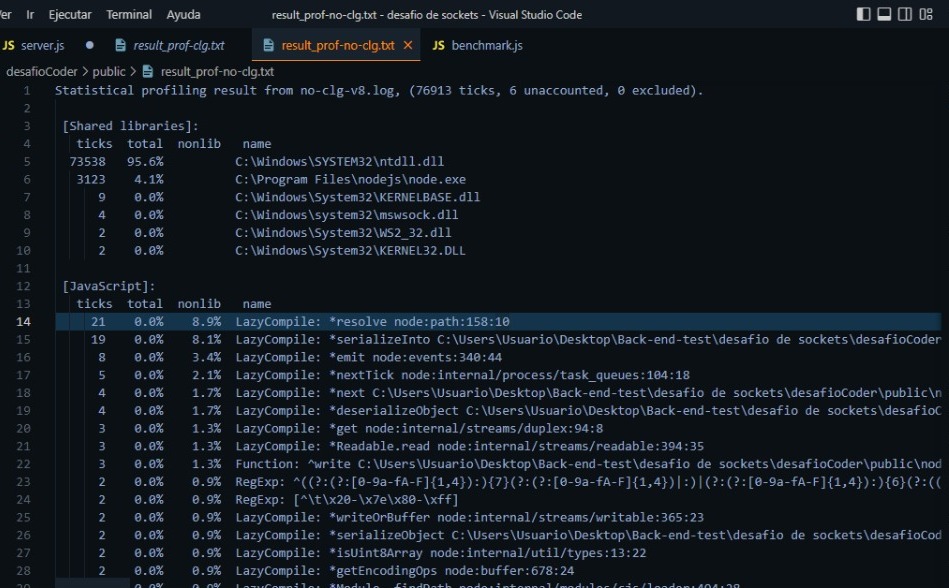 er Ir Ejecutar Terminal Ayuda result_prof-no-clg.txt - desafio de sockets - Visual Studio Code
JS server.js result_prof-clg.txt result_prof-no-clg.txt JS benchmark.js
desafioCoder > public > result_prof-no-clg.txt
1 Statistical profiling result from no-clg-v8.log, (76913 ticks, 6 unaccounted, 0 excluded).
2
3 [Shared libraries]:
4 ticks total nonlib name
5 73538 95.6% C:\Windows\SYSTEM32\ntdll.dll
6 3123 4.1% C:\Program Files\nodejs\node.exe
7 9 0.0% C:\Windows\System32\KERNELBASE.dll
8 4 0.0% C:\Windows\system32\mswsock.dll
9 2 0.0% C:\Windows\System32\WS2_32.dll
10 2 0.0% C:\Windows\System32\KERNEL32.DLL
11
12 [JavaScript]:
13 ticks total nonlib name
14 21 0.0% 8.9% LazyCompile: *resolve node:path:158:10
15 19 0.0% 8.1% LazyCompile: *serializeInto C:\Users\Usuario\Desktop\Back-end-test\desafio de sockets\desafioCoder
16 8 0.0% 3.4% LazyCompile: *emit node:events:340:44
17 5 0.0% 2.1% LazyCompile: *nextTick node:internal/process/task_queues:104:18
18 4 0.0% 1.7% LazyCompile: *next C:\Users\Usuario\Desktop\Back-end-test\desafio de sockets\desafioCoder\public\n
19 4 0.0% 1.7% LazyCompile: *deserializeObject C:\Users\Usuario\Desktop\Back-end-test\desafio de sockets\desafioC
20 3 0.0% 1.3% LazyCompile: *get node:internal/streams/duplex:94:8
21 3 0.0% 1.3% LazyCompile: *Readable.read node:internal/streams/readable:394:35
22 3 0.0% 1.3% Function: ^write C:\Users\Usuario\Desktop\Back-end-test\desafio de sockets\desafioCoder\public\nod
23 2 0.0% 0.9% RegExp: ^((?:(?:[0-9a-fA-F]{1,4}):){7}(?:(?:[0-9a-fA-F]{1,4})|:)|(?:(?:[0-9a-fA-F]{1,4}):){6}(?:((
24 2 0.0% 0.9% RegExp: [^\t\x20-\x7e\x80-\xff]
25 2 0.0% 0.9% LazyCompile: *writeOrBuffer node:internal/streams/writable:365:23
26 2 0.0% 0.9% LazyCompile: *serializeObject C:\Users\Usuario\Desktop\Back-end-test\desafio de sockets\desafioCod
27 2 0.0% 0.9% LazyCompile: *isUint8Array node:internal/util/types:13:22
28 2 0.0% 0.9% LazyCompile: *getEncodingOps node:buffer:678:24